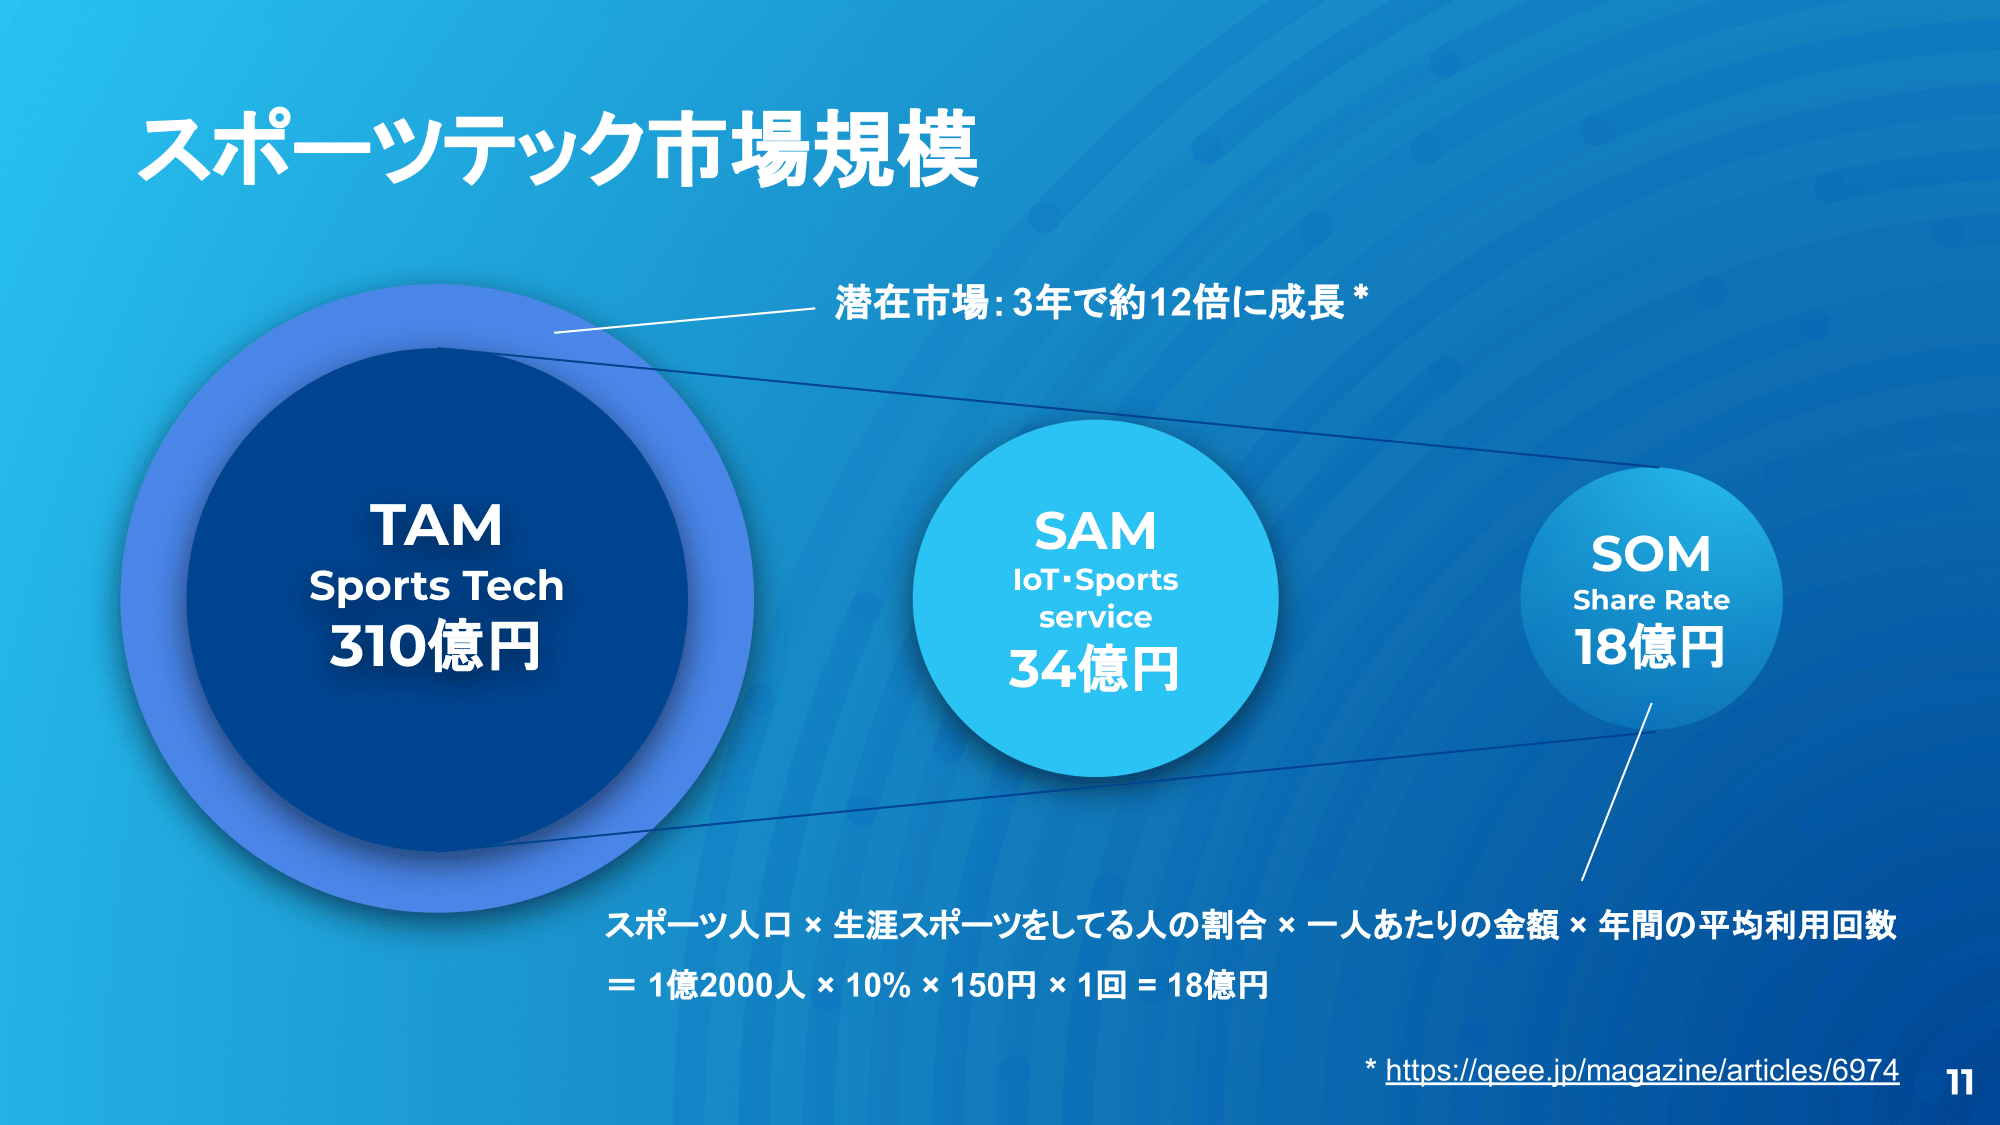 スポーツテック市場規模
潜在市場：3年で約12倍に成長 *
TAM
Sports Tech
310億円
SAM
IoT・Sports
service
34億円
SOM
Share Rate
18億円
スポーツ人口 × 生涯スポーツをしてる人の割合 × 一人あたりの金額 × 年間の平均利用回数
＝ 1億2000人 × 10% × 150円 × 1回 = 18億円
* https://qeee.jp/magazine/articles/6974
11